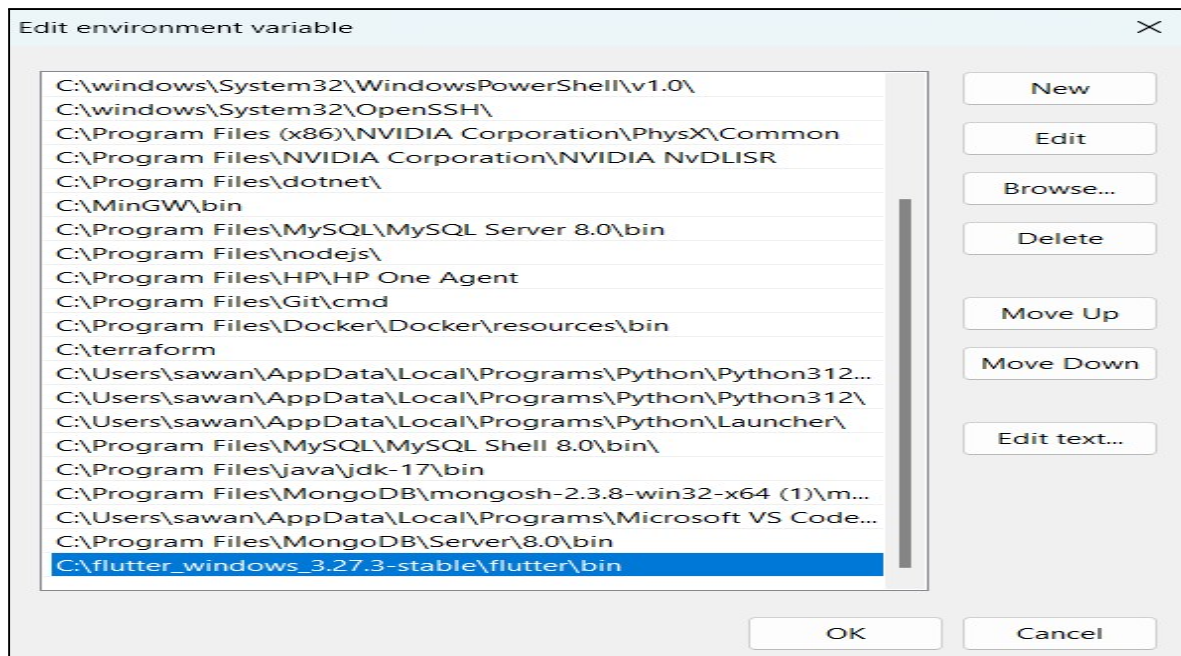 Edit environment variable
C:\windows\System32\WindowsPowerShell\v1.0\
C:\windows\System32\OpenSSH\
C:\Program Files (x86)\NVIDIA Corporation\PhysX\Common
C:\Program Files\NVIDIA Corporation\NVIDIA NvDLISR
C:\Program Files\dotnet\
C:\MinGW\bin
C:\Program Files\MySQL\MySQL Server 8.0\bin
C:\Program Files\nodejs\
C:\Program Files\HP\HP One Agent
C:\Program Files\Git\cmd
C:\Program Files\Docker\Docker\resources\bin
C:\terraform
C:\Users\sawan\AppData\Local\Programs\Python\Python312...
C:\Users\sawan\AppData\Local\Programs\Python\Python312\
C:\Users\sawan\AppData\Local\Programs\Python\Launcher\
C:\Program Files\MySQL\MySQL Shell 8.0\bin\
C:\Program Files\java\jdk-17\bin
C:\Program Files\MongoDB\mongosh-2.3.8-win32-x64 (1)\m...
C:\Users\sawan\AppData\Local\Programs\Microsoft VS Code...
C:\Program Files\MongoDB\Server\8.0\bin
C:\flutter_windows_3.27.3-stable\flutter\bin
New
Edit
Browse...
Delete
Move Up
Move Down
Edit text...
OK
Cancel